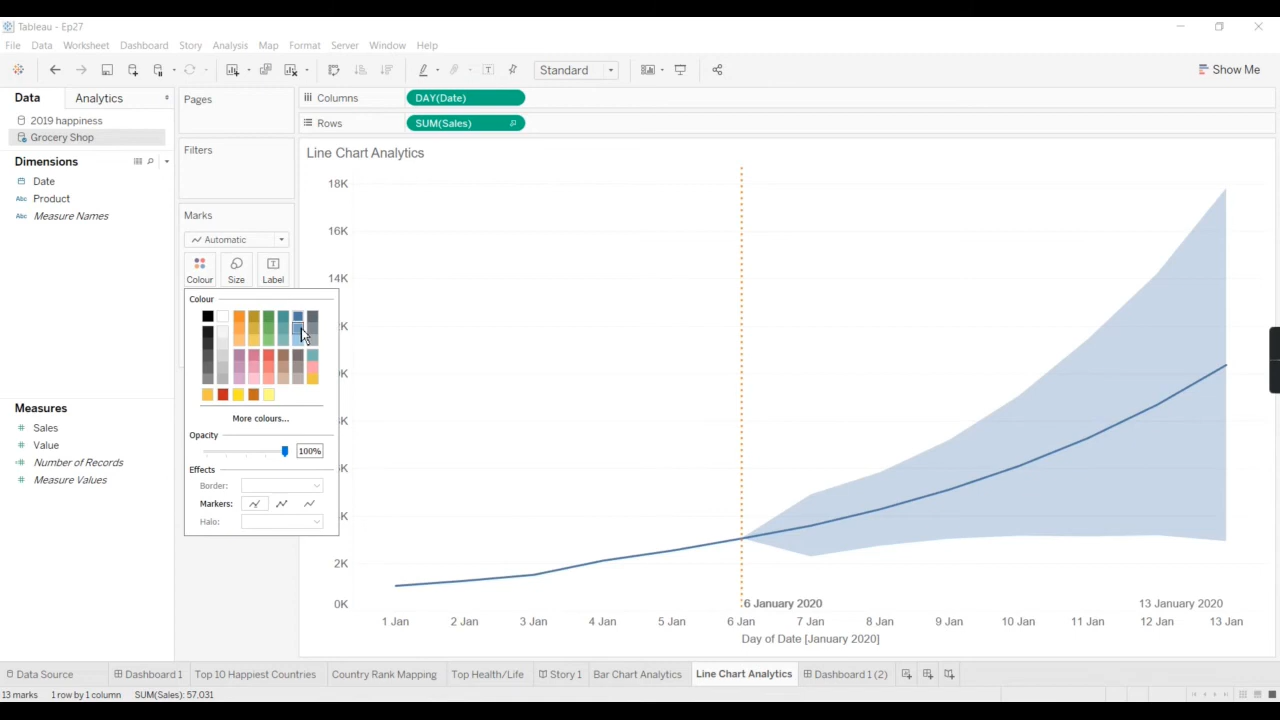 Tableau - Ep27
File Data Worksheet Dashboard Story Analysis Map Format Server Window Help
Standard
Show Me
Data Analytics
Pages
Columns DAY(Date)
2019 happiness
Grocery Shop
Rows SUM(Sales)
Filters
Line Chart Analytics
Dimensions
Date
Abc Product
Abc Measure Names
Marks
Automatic
Colour Size Label
Colour
More colours...
Opacity
100%
Effects
Border:
Markers:
Halo:
Measures
Sales
Value
Number of Records
Measure Values
18K
16K
14K
2K
0K
6 January 2020
13 January 2020
1 Jan 2 Jan 3 Jan 4 Jan 5 Jan 6 Jan 7 Jan 8 Jan 9 Jan 10 Jan 11 Jan 12 Jan 13 Jan
Day of Date [January 2020]
Data Source Dashboard 1 Top 10 Happiest Countries Country Rank Mapping Top Health/Life Story 1 Bar Chart Analytics Line Chart Analytics Dashboard 1 (2)
13 marks 1 row by 1 column SUM(Sales): 57.031